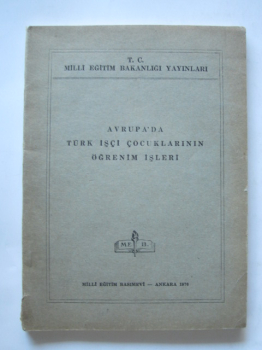 T. C.
MİLLİ EĞİTİM BAKANLIĞI YAYINLARI
AVRUPA'DA
TÜRK İŞÇİ ÇOCUKLARININ
ÖĞRENİM İŞLERİ
MİLLİ EĞİTİM BASIMEVİ — ANKARA